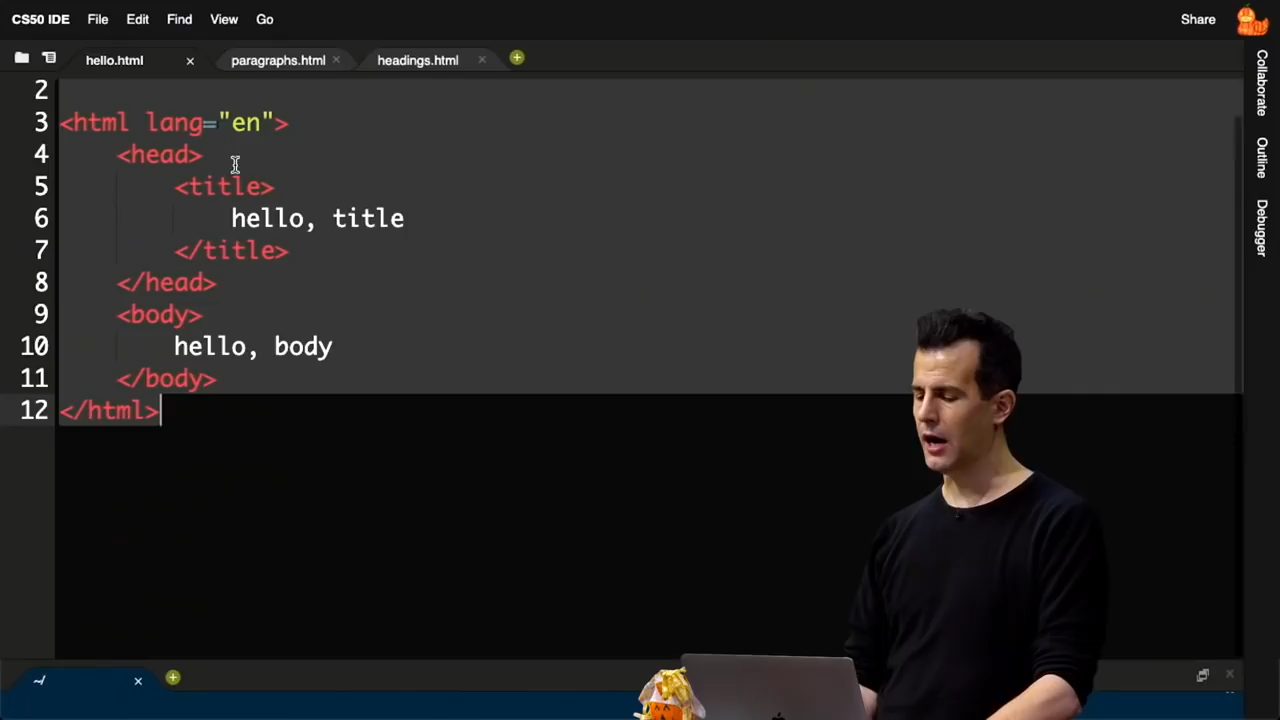 CS50 IDE File Edit Find View Go Share
hello.html paragraphs.html headings.html
2
3 <html lang="en">
4 <head>
5 <title>
6 hello, title
7 </title>
8 </head>
9 <body>
10 hello, body
11 </body>
12 </html>
Collaborate
Outline
Debugger
~/